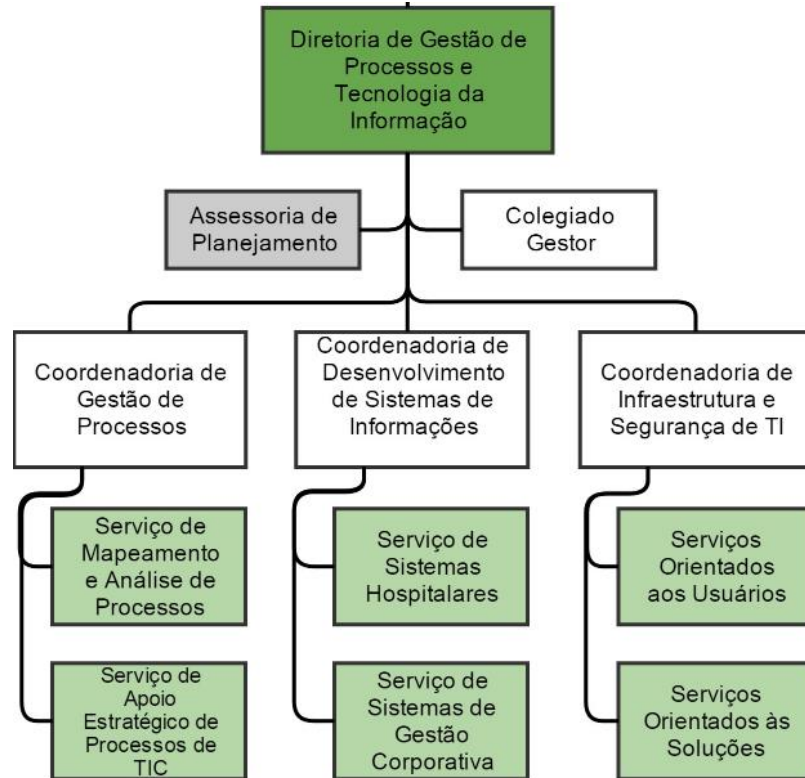 Diretoria de Gestão de
Processos e
Tecnologia da
Informação
Assessoria de
Planejamento
Colegiado
Gestor
Coordenadoria de
Gestão de
Processos
Coordenadoria de
Desenvolvimento
de Sistemas de
Informações
Coordenadoria de
Infraestrutura e
Segurança de TI
Serviço de
Mapeamento
e Análise de
Processos
Serviço de
Sistemas
Hospitalares
Serviços
Orientados
aos Usuários
Serviço de
Apoio
Estratégico de
Processos de
TIC
Serviço de
Sistemas de
Gestão
Corporativa
Serviços
Orientados às
Soluções